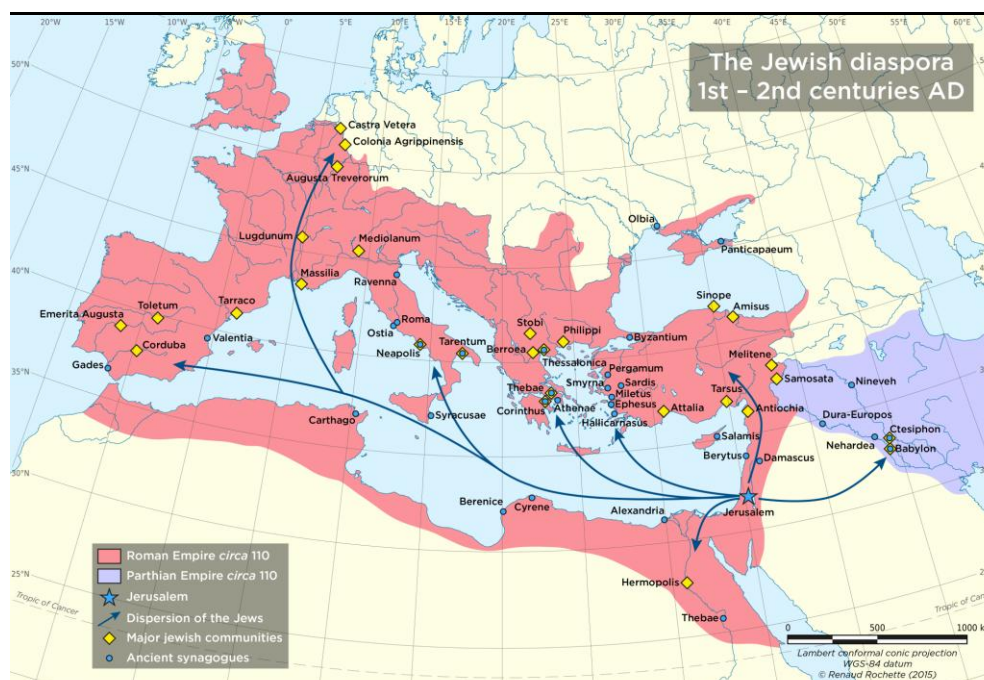 20°W
10°W
0°
5°E
10°E
15°E
20°E
25°E
30°E
35°E
40°E
50°E
60°E
The Jewish diaspora
1st – 2nd centuries AD
50°N
45°N
40°N
35°N
30°N
25°N
Castra Vetera
Colonia Agrippinensis
Augusta Treverorum
Lugdunum
Mediolanum
Massilia
Ravenna
Olbia
Panticapaeum
Toletum
Tarraco
Emerita Augusta
Corduba
Valentia
Gades
Roma
Ostia
Neapolis
Tarentum
Stobi
Philippi
Berroea
Thessalonica
Byzantium
Sinope
Amisus
Melitene
Samosata
Nineveh
Pergamum
Smyrna
Sardis
Miletus
Ephesus
Hallicarnasus
Thebae
Corinthus
Athenae
Attalia
Tarsus
Antiochia
Dura-Europos
Ctesiphon
Nehardea
Babylon
Carthago
Syracusae
Salamis
Berytus
Damascus
Berenice
Cyrene
Alexandria
Jerusalem
Hermopolis
Thebae
Roman Empire circa 110
Parthian Empire circa 110
Jerusalem
Dispersion of the Jews
Major jewish communities
Ancient synagogues
Tropic of Cancer
Tropic of Cancer
0 500 1000 k
Lambert conformal conic projection
WGS-84 datum
© Renaud Rochette (2015)